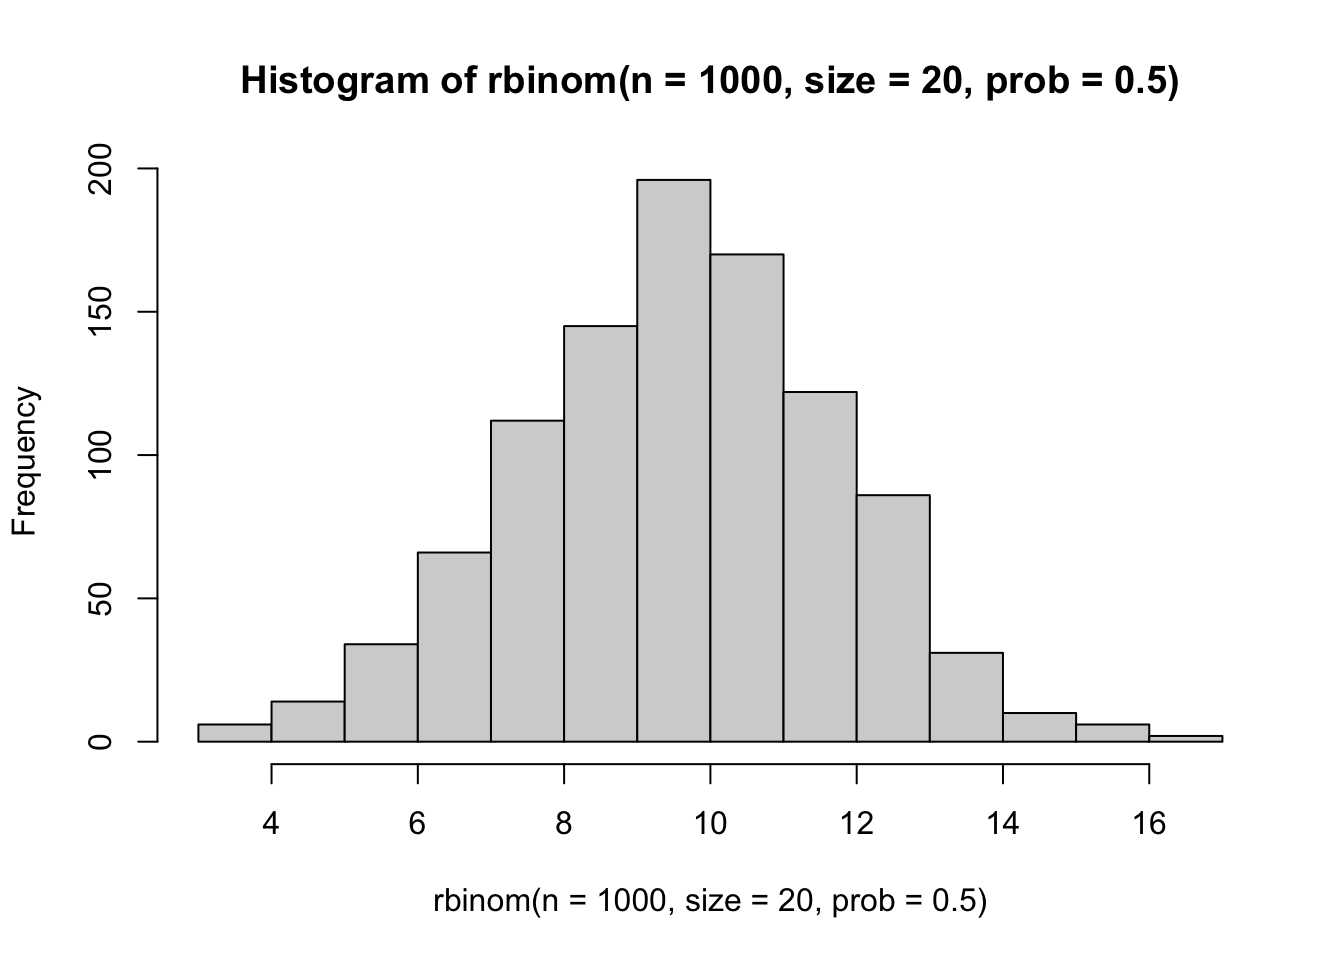 Histogram of rbinom(n = 1000, size = 20, prob = 0.5)
200
150
100
50
0
Frequency
4 6 8 10 12 14 16
rbinom(n = 1000, size = 20, prob = 0.5)